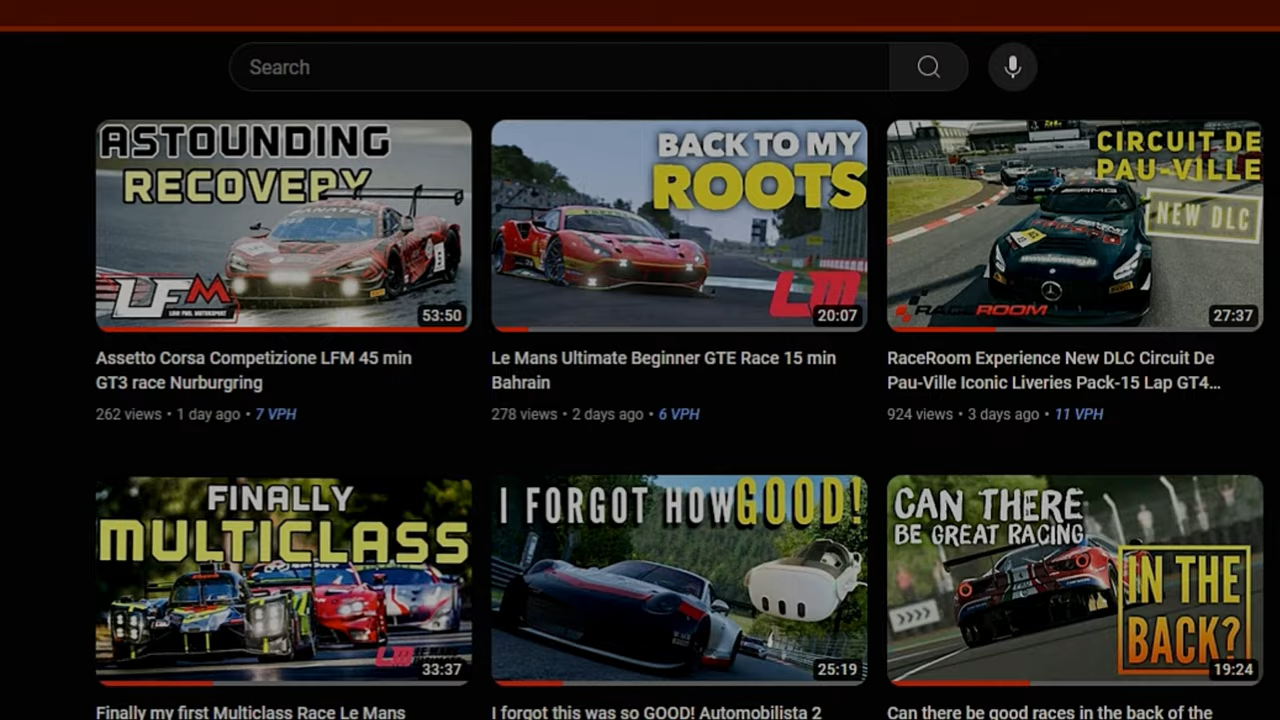 Search
ASTOUNDING
RECOVERY
FANATEC
LFM
LOW FUEL MOTORSPORT
53:50
BACK TO MY
ROOTS
LM
20:07
CIRCUIT DE
PAU-VILLE
NEW DLC
AMG
RACEROOM
27:37
Assetto Corsa Competizione LFM 45 min
GT3 race Nurburgring
262 views • 1 day ago • 7 VPH
Le Mans Ultimate Beginner GTE Race 15 min
Bahrain
278 views • 2 days ago • 6 VPH
RaceRoom Experience New DLC Circuit De
Pau-Ville Iconic Liveries Pack-15 Lap GT4...
924 views • 3 days ago • 11 VPH
FINALLY
MULTICLASS
LM
33:37
I FORGOT HOW GOOD!
25:19
CAN THERE
BE GREAT RACING
IN THE
BACK?
19:24
Finally my first Multiclass Race Le Mans
I forgot this was so GOOD! Automobilista 2
Can there be good races in the back of the